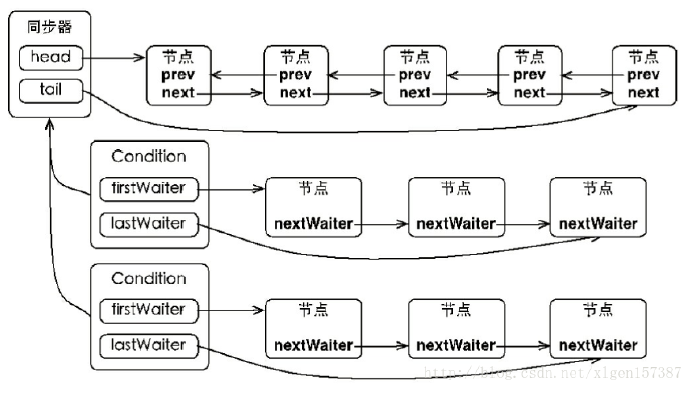 同步器
head
tail
节点 节点 节点 节点 节点
prev prev prev prev prev
next next next next next
Condition
firstWaiter
lastWaiter
节点 节点 节点
nextWaiter nextWaiter nextWaiter
Condition
firstWaiter
lastWaiter
节点 节点 节点
nextWaiter nextWaiter nextWaiter
http://blog.csdn.net/xlgen157387